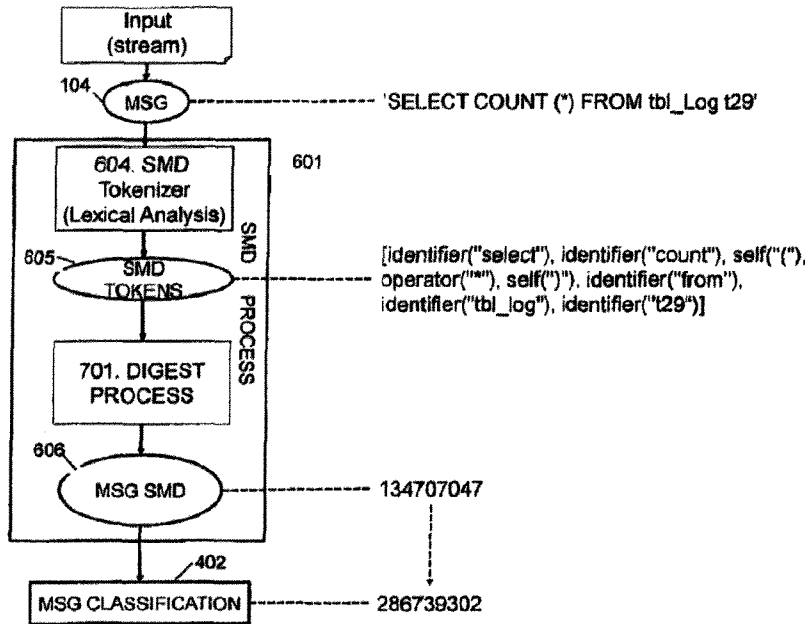 Input
(stream)
104
MSG
'SELECT COUNT (*) FROM tbl_Log t29'
601
604. SMD
Tokenizer
(Lexical Analysis)
SMD PROCESS
605
SMD
TOKENS
[identifier("select"), identifier("count"), self("("),
operator("*"), self(")"), identifier("from"),
identifier("tbl_log"), identifier("t29")]
701. DIGEST
PROCESS
606
MSG SMD
134707047
402
MSG CLASSIFICATION
286739302